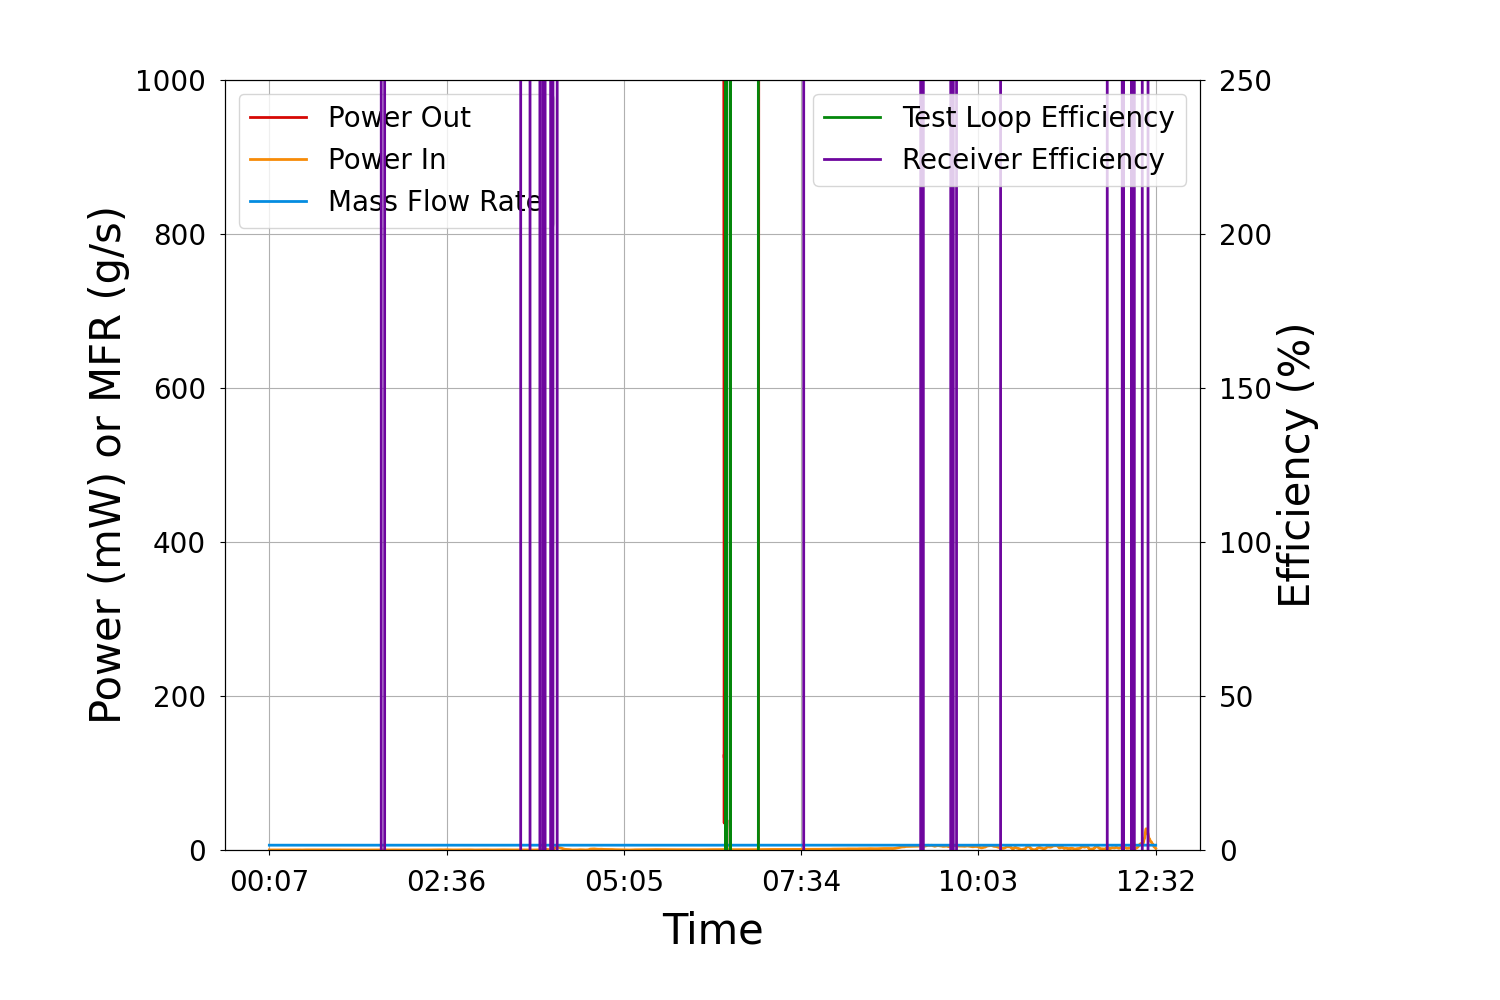 1000
800
600
400
200
0
Power (mW) or MFR (g/s)
Power Out
Power In
Mass Flow Rate
Test Loop Efficiency
Receiver Efficiency
250
200
150
100
50
0
Efficiency (%)
00:07
02:36
05:05
07:34
10:03
12:32
Time